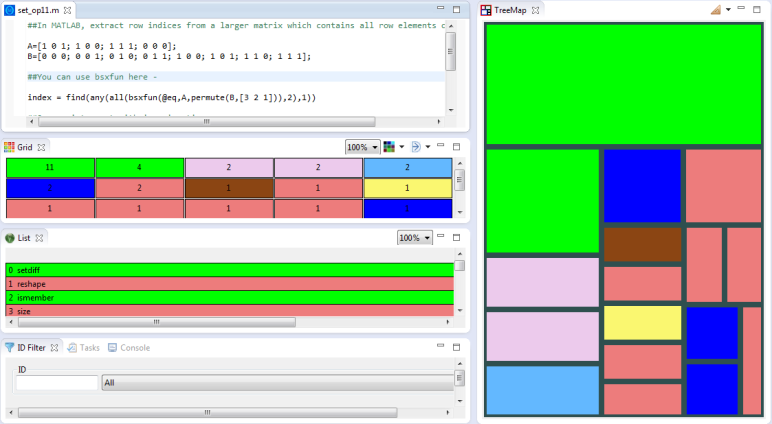 set_op11.m
##In MATLAB, extract row indices from a larger matrix which contains all row elements
A=[1 0 1; 1 0 0; 1 1 1; 0 0 0];
B=[0 0 0; 0 0 1; 0 1 0; 0 1 1; 1 0 0; 1 0 1; 1 1 0; 1 1 1];
##You can use bsxfun here -
index = find(any(all(bsxfun(@eq,A,permute(B,[3 2 1])),2),1))
Grid 100%
11 4 2 2 2
2 2 1 1 1
1 1 1 1 1
List 100%
0 setdiff
1 reshape
2 ismember
3 size
ID Filter Tasks Console
ID
All
TreeMap